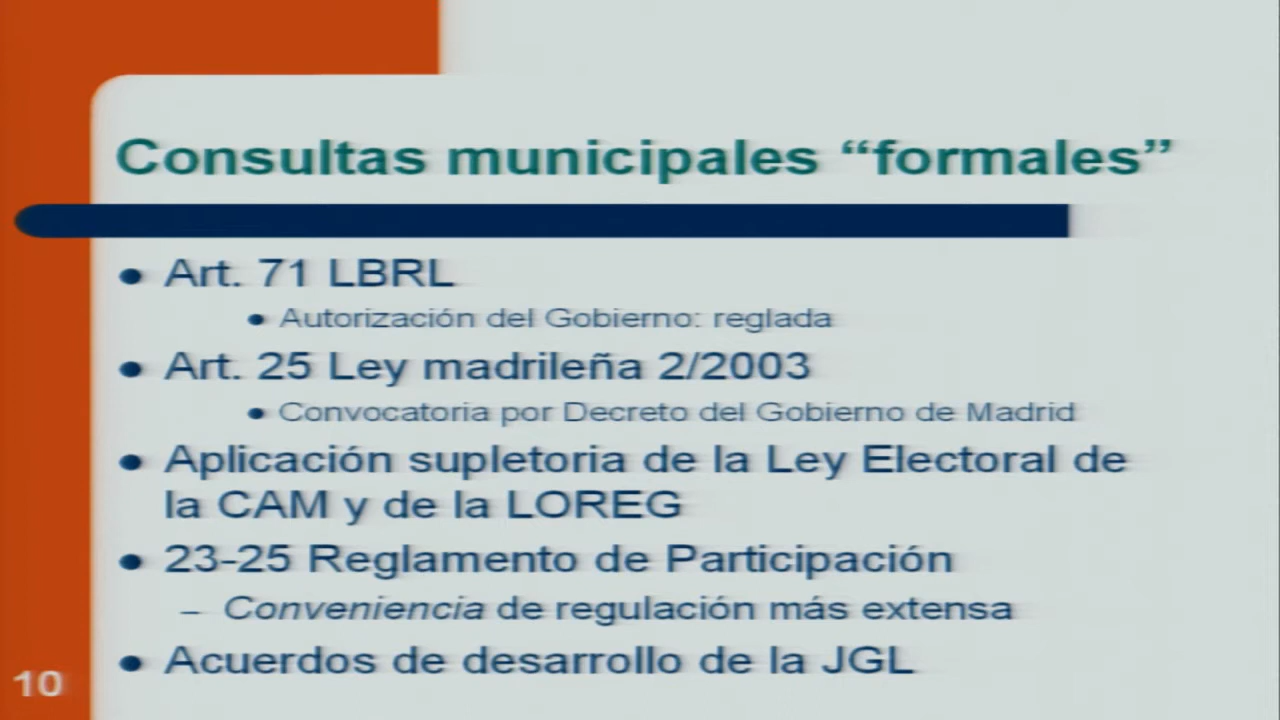 Consultas municipales “formales”
● Art. 71 LBRL
● Autorización del Gobierno: reglada
● Art. 25 Ley madrileña 2/2003
● Convocatoria por Decreto del Gobierno de Madrid
● Aplicación supletoria de la Ley Electoral de
la CAM y de la LOREG
● 23-25 Reglamento de Participación
– Conveniencia de regulación más extensa
● Acuerdos de desarrollo de la JGL
10